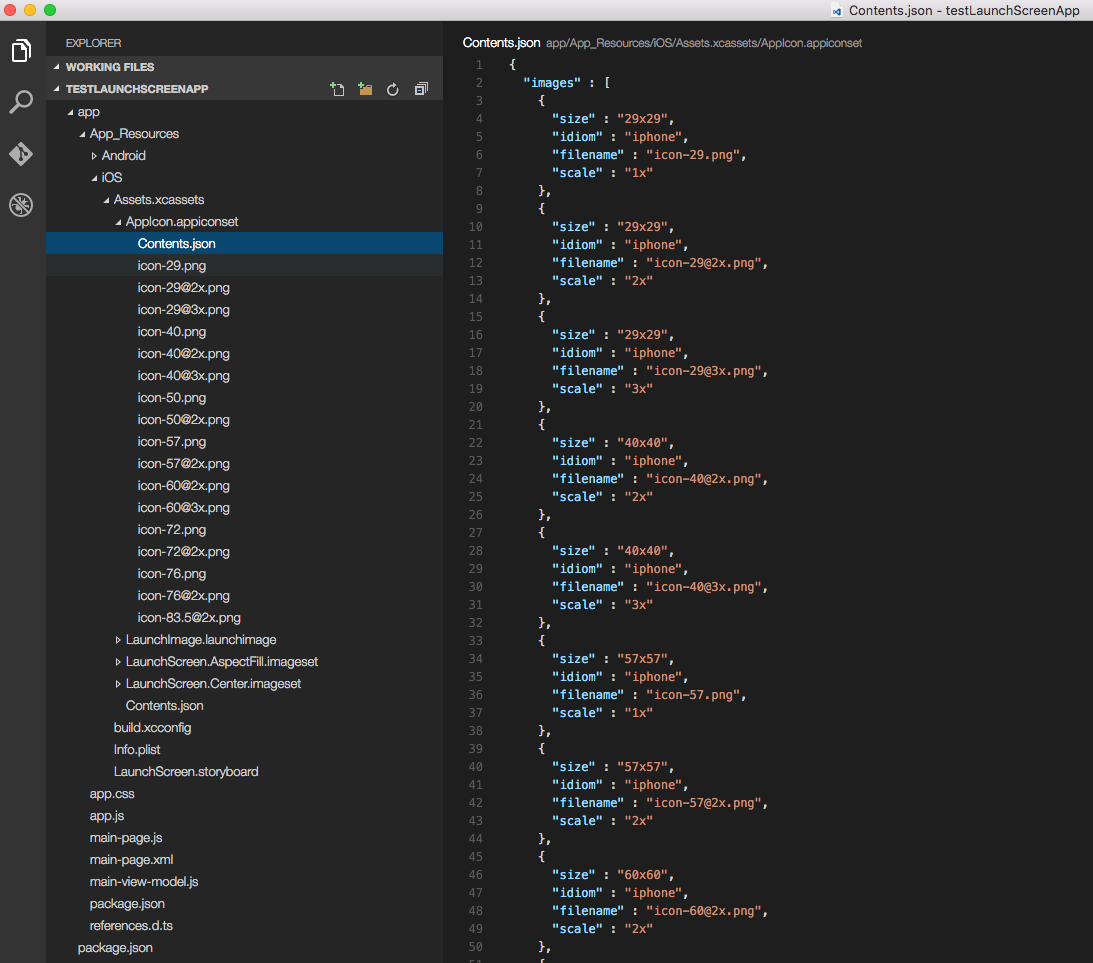 Contents.json - testLaunchScreenApp
EXPLORER
WORKING FILES
TESTLAUNCHSCREENAPP
app
App_Resources
Android
iOS
Assets.xcassets
AppIcon.appiconset
Contents.json
icon-29.png
icon-29@2x.png
icon-29@3x.png
icon-40.png
icon-40@2x.png
icon-40@3x.png
icon-50.png
icon-50@2x.png
icon-57.png
icon-57@2x.png
icon-60@2x.png
icon-60@3x.png
icon-72.png
icon-72@2x.png
icon-76.png
icon-76@2x.png
icon-83.5@2x.png
LaunchImage.launchimage
LaunchScreen.AspectFill.imageset
LaunchScreen.Center.imageset
Contents.json
build.xcconfig
Info.plist
LaunchScreen.storyboard
app.css
app.js
main-page.js
main-page.xml
main-view-model.js
package.json
references.d.ts
package.json
Contents.json app/App_Resources/iOS/Assets.xcassets/AppIcon.appiconset
1 {
2 "images" : [
3 {
4 "size" : "29x29",
5 "idiom" : "iphone",
6 "filename" : "icon-29.png",
7 "scale" : "1x"
8 },
9 {
10 "size" : "29x29",
11 "idiom" : "iphone",
12 "filename" : "icon-29@2x.png",
13 "scale" : "2x"
14 },
15 {
16 "size" : "29x29",
17 "idiom" : "iphone",
18 "filename" : "icon-29@3x.png",
19 "scale" : "3x"
20 },
21 {
22 "size" : "40x40",
23 "idiom" : "iphone",
24 "filename" : "icon-40@2x.png",
25 "scale" : "2x"
26 },
27 {
28 "size" : "40x40",
29 "idiom" : "iphone",
30 "filename" : "icon-40@3x.png",
31 "scale" : "3x"
32 },
33 {
34 "size" : "57x57",
35 "idiom" : "iphone",
36 "filename" : "icon-57.png",
37 "scale" : "1x"
38 },
39 {
40 "size" : "57x57",
41 "idiom" : "iphone",
42 "filename" : "icon-57@2x.png",
43 "scale" : "2x"
44 },
45 {
46 "size" : "60x60",
47 "idiom" : "iphone",
48 "filename" : "icon-60@2x.png",
49 "scale" : "2x"
50 },
51 {